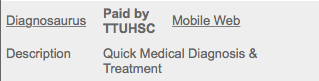 Diagnosaurus Paid by TTUHSC Mobile Web
Description Quick Medical Diagnosis & Treatment